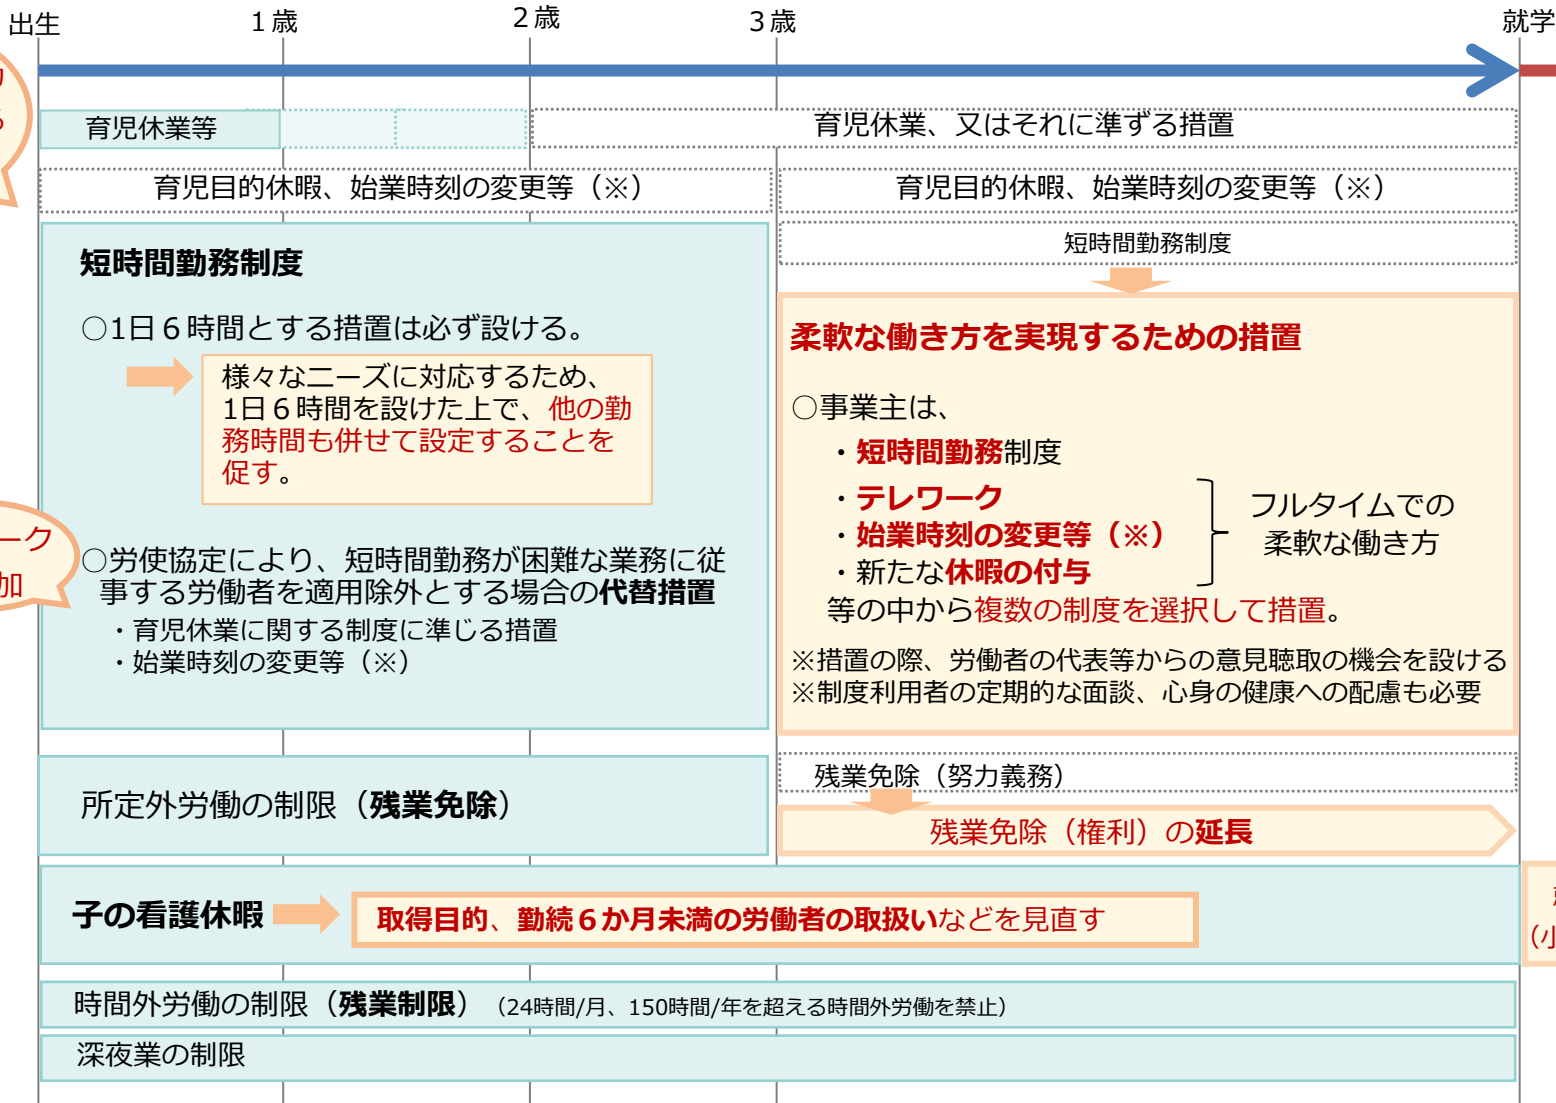 出生
1歳
2歳
3歳
就学
育児休業等
育児休業、又はそれに準ずる措置
育児目的休暇、始業時刻の変更等（※）
育児目的休暇、始業時刻の変更等（※）
短時間勤務制度
短時間勤務制度
○1日６時間とする措置は必ず設ける。
様々なニーズに対応するため、
1日６時間を設けた上で、他の勤
務時間も併せて設定することを
促す。
ーク
加
○労使協定により、短時間勤務が困難な業務に従
事する労働者を適用除外とする場合の代替措置
・育児休業に関する制度に準じる措置
・始業時刻の変更等（※）
柔軟な働き方を実現するための措置
○事業主は、
・短時間勤務制度
・テレワーク
・始業時刻の変更等（※）
・新たな休暇の付与
フルタイムでの
柔軟な働き方
等の中から複数の制度を選択して措置。
※措置の際、労働者の代表等からの意見聴取の機会を設ける
※制度利用者の定期的な面談、心身の健康への配慮も必要
所定外労働の制限（残業免除）
残業免除（努力義務）
残業免除（権利）の延長
子の看護休暇
取得目的、勤続６か月未満の労働者の取扱いなどを見直す
（小
時間外労働の制限（残業制限）（24時間/月、150時間/年を超える時間外労働を禁止）
深夜業の制限